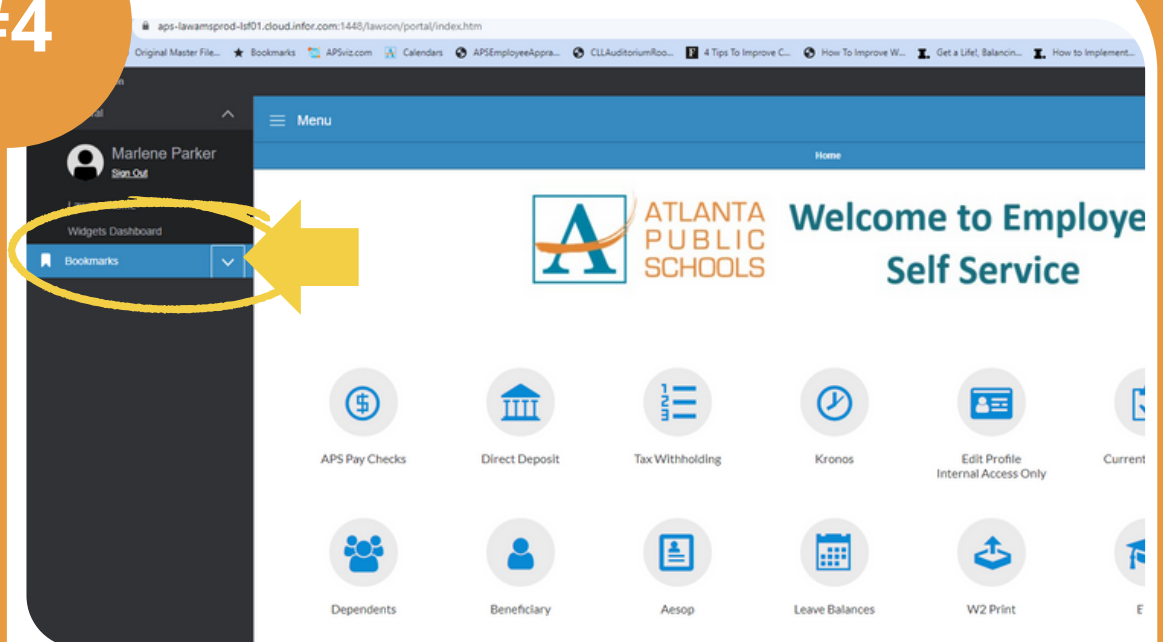 #4
aps-lawamsprod-lsf01.cloud.infor.com:1448/lawson/portal/index.htm
Original Master File... Bookmarks APSviz.com Calendars APSEmployeeAppra... CLLAuditoriumRoo... 4 Tips To Improve C... How To Improve W... Get a Life!, Balancin... How to Implement...
Menu
Marlene Parker
Sign Out
Home
Widgets Dashboard
Bookmarks
ATLANTA
PUBLIC
SCHOOLS
Welcome to Employe
Self Service
APS Pay Checks Direct Deposit Tax Withholding Kronos Edit Profile Current
Internal Access Only
Dependents Beneficiary Aesop Leave Balances W2 Print E